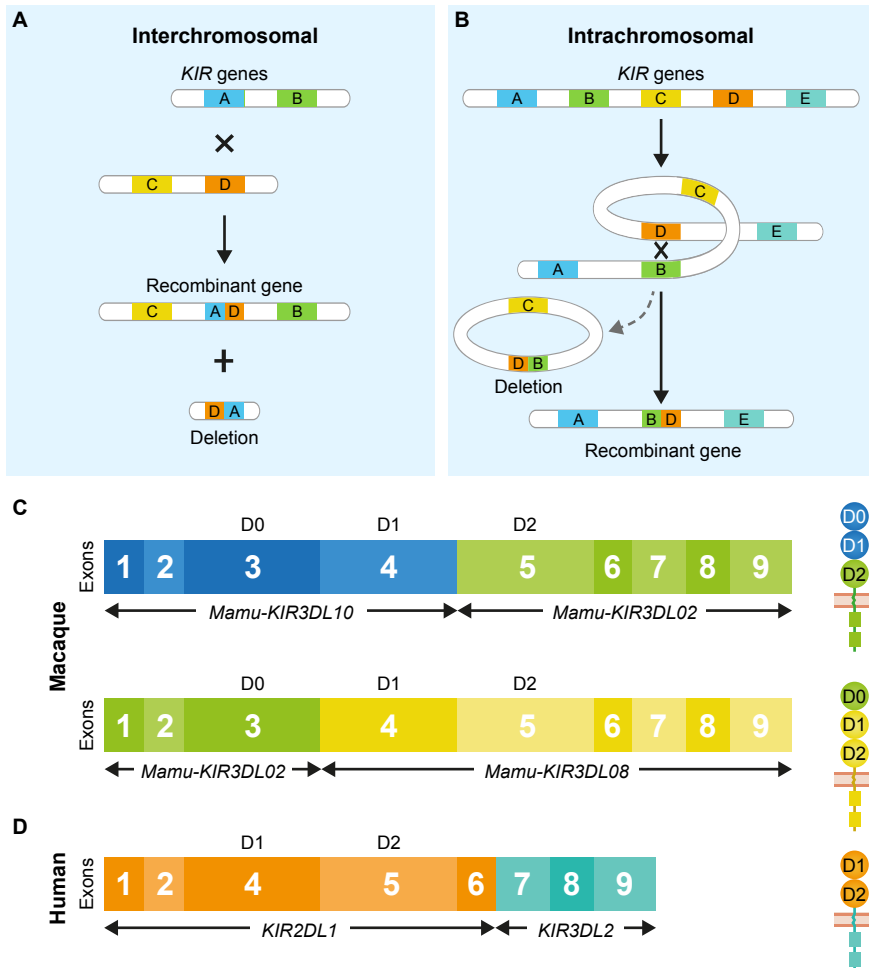 A
Interchromosomal
KIR genes
A B
C D
Recombinant gene
C A D B
D A
Deletion
B
Intrachromosomal
KIR genes
A B C D E
C
D E
A B
C
D B
Deletion
A B D E
Recombinant gene
C
Macaque
D0 D1 D2
Exons 1 2 3 4 5 6 7 8 9
Mamu-KIR3DL10 Mamu-KIR3DL02
D0
D1
D2
D0 D1 D2
Exons 1 2 3 4 5 6 7 8 9
Mamu-KIR3DL02 Mamu-KIR3DL08
D0
D1
D2
D
Human
D1 D2
Exons 1 2 4 5 6 7 8 9
KIR2DL1 KIR3DL2
D1
D2